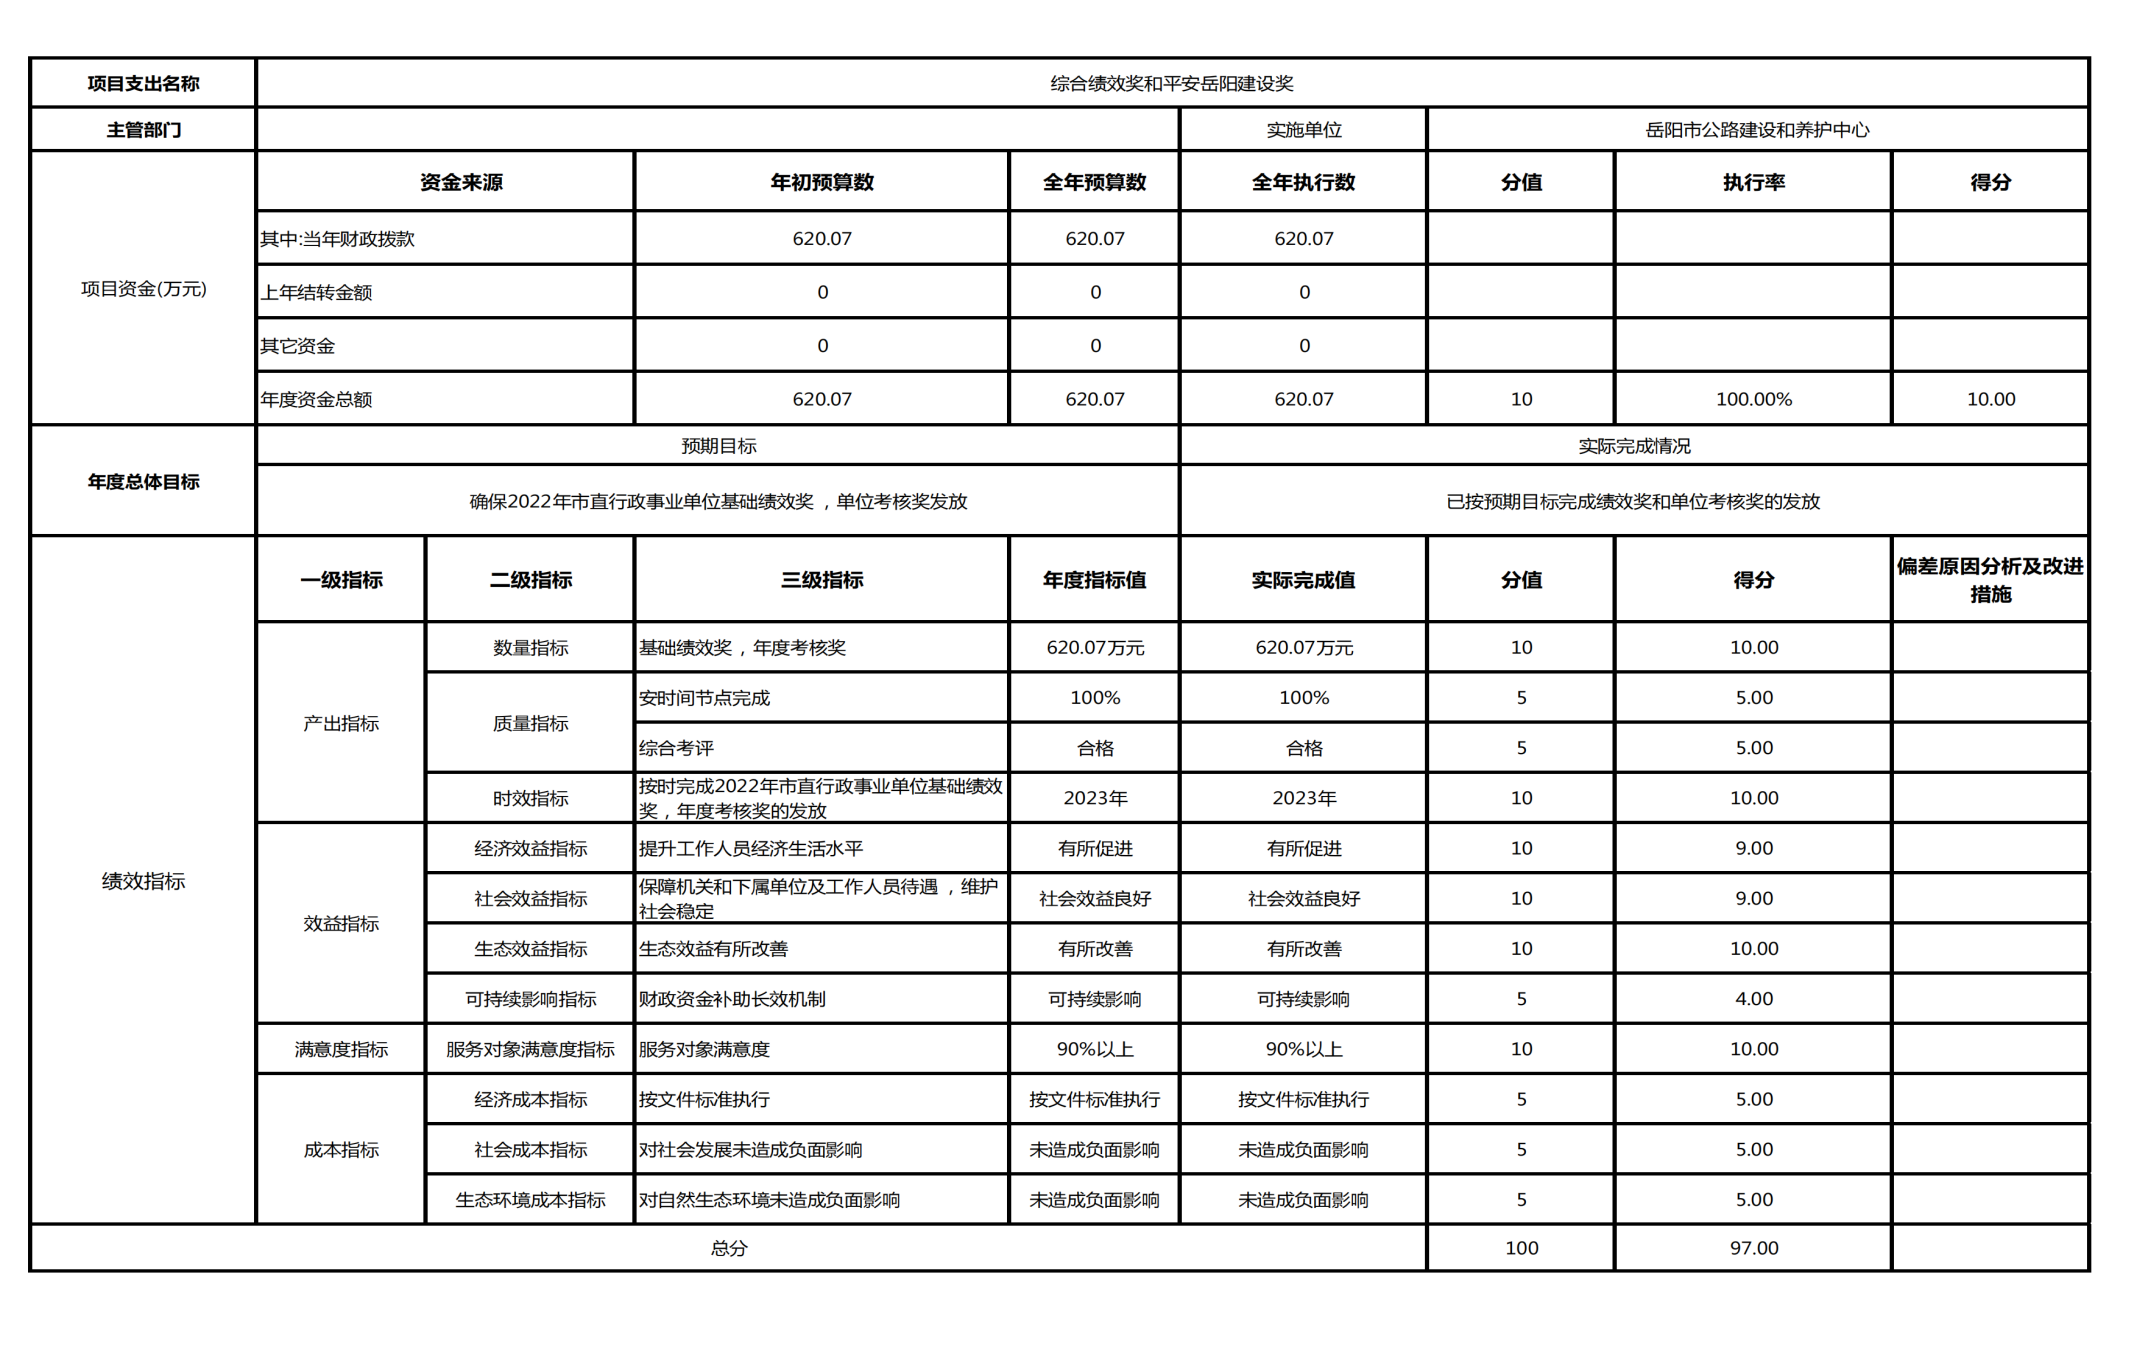 项目支出名称 综合绩效奖和平安岳阳建设奖
主管部门 实施单位 岳阳市公路建设和养护中心
项目资金(万元) 资金来源 年初预算数 全年预算数 全年执行数 分值 执行率 得分
其中:当年财政拨款 620.07 620.07 620.07
上年结转金额 0 0 0
其它资金 0 0 0
年度资金总额 620.07 620.07 620.07 10 100.00% 10.00
年度总体目标 预期目标 实际完成情况
确保2022年市直行政事业单位基础绩效奖，单位考核奖发放 已按预期目标完成绩效奖和单位考核奖的发放
绩效指标 一级指标 二级指标 三级指标 年度指标值 实际完成值 分值 得分 偏差原因分析及改进
措施
产出指标 数量指标 基础绩效奖，年度考核奖 620.07万元 620.07万元 10 10.00
质量指标 安时间节点完成 100% 100% 5 5.00
综合考评 合格 合格 5 5.00
时效指标 按时完成2022年市直行政事业单位基础绩效
奖，年度考核奖的发放 2023年 2023年 10 10.00
效益指标 经济效益指标 提升工作人员经济生活水平 有所促进 有所促进 10 9.00
社会效益指标 保障机关和下属单位及工作人员待遇，维护
社会稳定 社会效益良好 社会效益良好 10 9.00
生态效益指标 生态效益有所改善 有所改善 有所改善 10 10.00
可持续影响指标 财政资金补助长效机制 可持续影响 可持续影响 5 4.00
满意度指标 服务对象满意度指标 服务对象满意度 90%以上 90%以上 10 10.00
成本指标 经济成本指标 按文件标准执行 按文件标准执行 按文件标准执行 5 5.00
社会成本指标 对社会发展未造成负面影响 未造成负面影响 未造成负面影响 5 5.00
生态环境成本指标 对自然生态环境未造成负面影响 未造成负面影响 未造成负面影响 5 5.00
总分 100 97.00